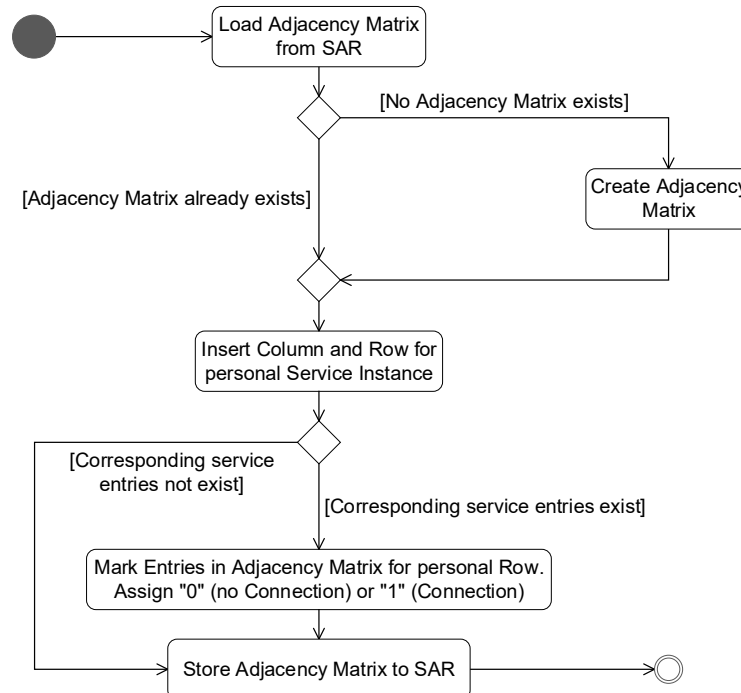 Load Adjacency Matrix
from SAR
[No Adjacency Matrix exists]
[Adjacency Matrix already exists]
Create Adjacency
Matrix
Insert Column and Row for
personal Service Instance
[Corresponding service
entries not exist]
[Corresponding service entries exist]
Mark Entries in Adjacency Matrix for personal Row.
Assign "0" (no Connection) or "1" (Connection)
Store Adjacency Matrix to SAR